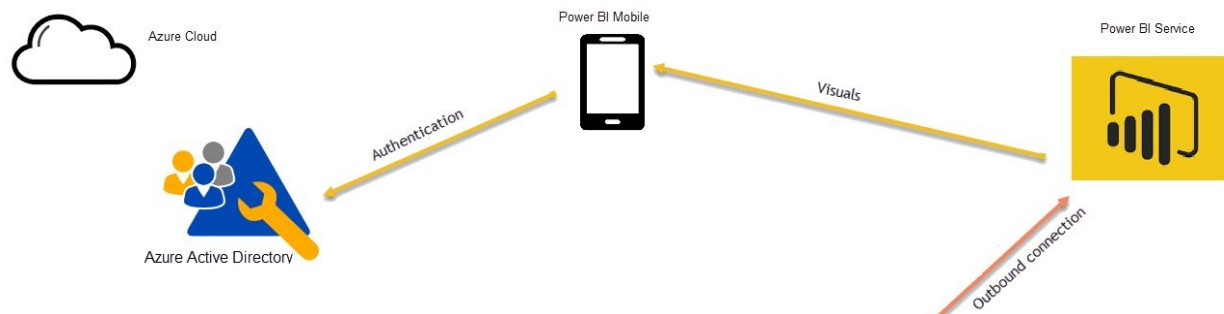 Power BI Mobile
Azure Cloud
Power BI Service
Visuals
Authentication
Azure Active Directory
Outbound connection